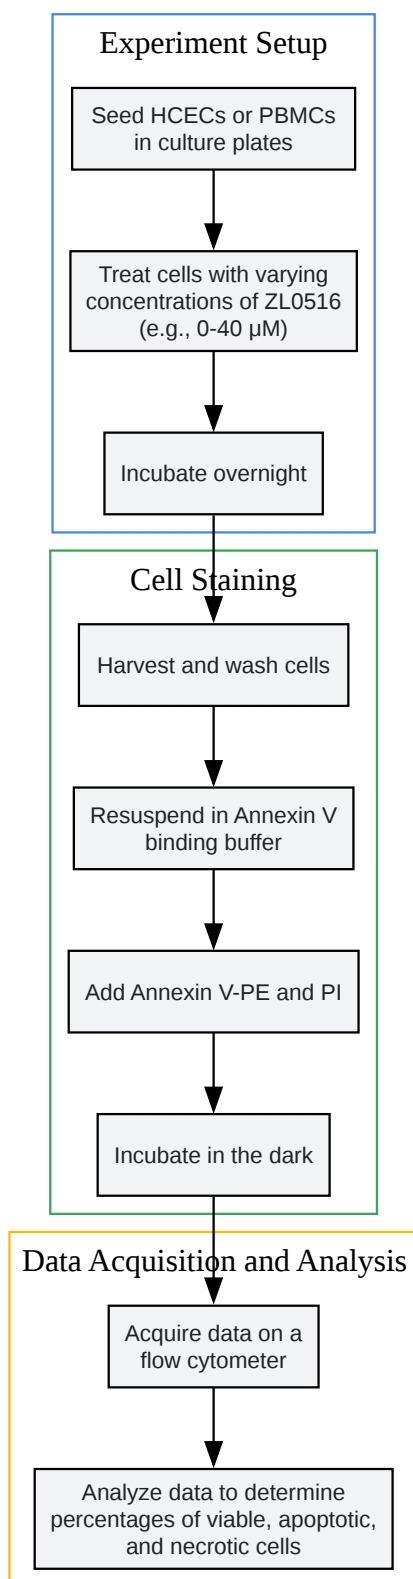 Experiment Setup
Seed HCECs or PBMCs
in culture plates
Treat cells with varying
concentrations of ZL0516
(e.g., 0-40 μM)
Incubate overnight
Cell Staining
Harvest and wash cells
Resuspend in Annexin V
binding buffer
Add Annexin V-PE and PI
Incubate in the dark
Data Acquisition and Analysis
Acquire data on a
flow cytometer
Analyze data to determine
percentages of viable, apoptotic,
and necrotic cells